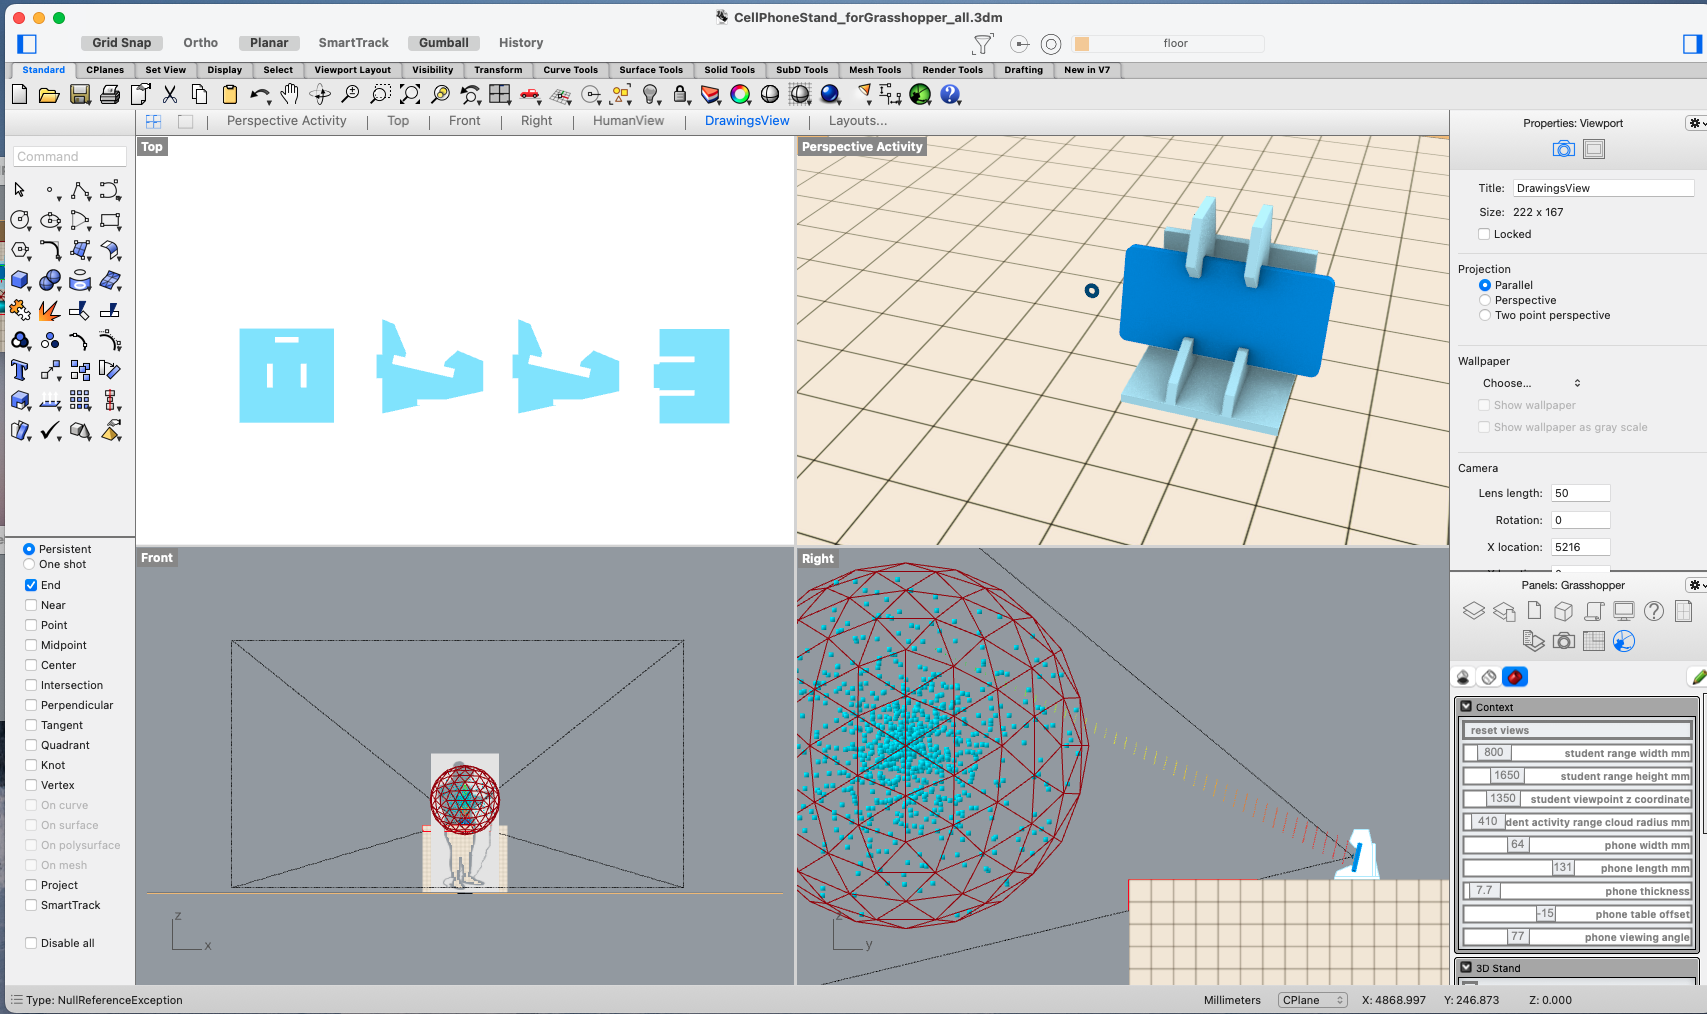 CellPhoneStand_forGrasshopper_all.3dm
Grid Snap Ortho Planar SmartTrack Gumball History floor
Standard CPlanes Set View Display Select Viewport Layout Visibility Transform Curve Tools Surface Tools Solid Tools SubD Tools Mesh Tools Render Tools Drafting New in V7
Perspective Activity Top Front Right HumanView DrawingsView Layouts...
Command
Top
Perspective Activity
Front
z
x
Right
z
y
Persistent
One shot
End
Near
Point
Midpoint
Center
Intersection
Perpendicular
Tangent
Quadrant
Knot
Vertex
On curve
On surface
On polysurface
On mesh
Project
SmartTrack
Disable all
Properties: Viewport
Title: DrawingsView
Size: 222 x 167
Locked
Projection
Parallel
Perspective
Two point perspective
Wallpaper
Choose...
Show wallpaper
Show wallpaper as gray scale
Camera
Lens length: 50
Rotation: 0
X location: 5216
Panels: Grasshopper
Context
reset views
800 student range width mm
1650 student range height mm
1350 student viewpoint z coordinate
410 dent activity range cloud radius mm
64 phone width mm
131 phone length mm
7.7 phone thickness
-15 phone table offset
77 phone viewing angle
3D Stand
Type: NullReferenceException
Millimeters CPlane X: 4868.997 Y: 246.873 Z: 0.000